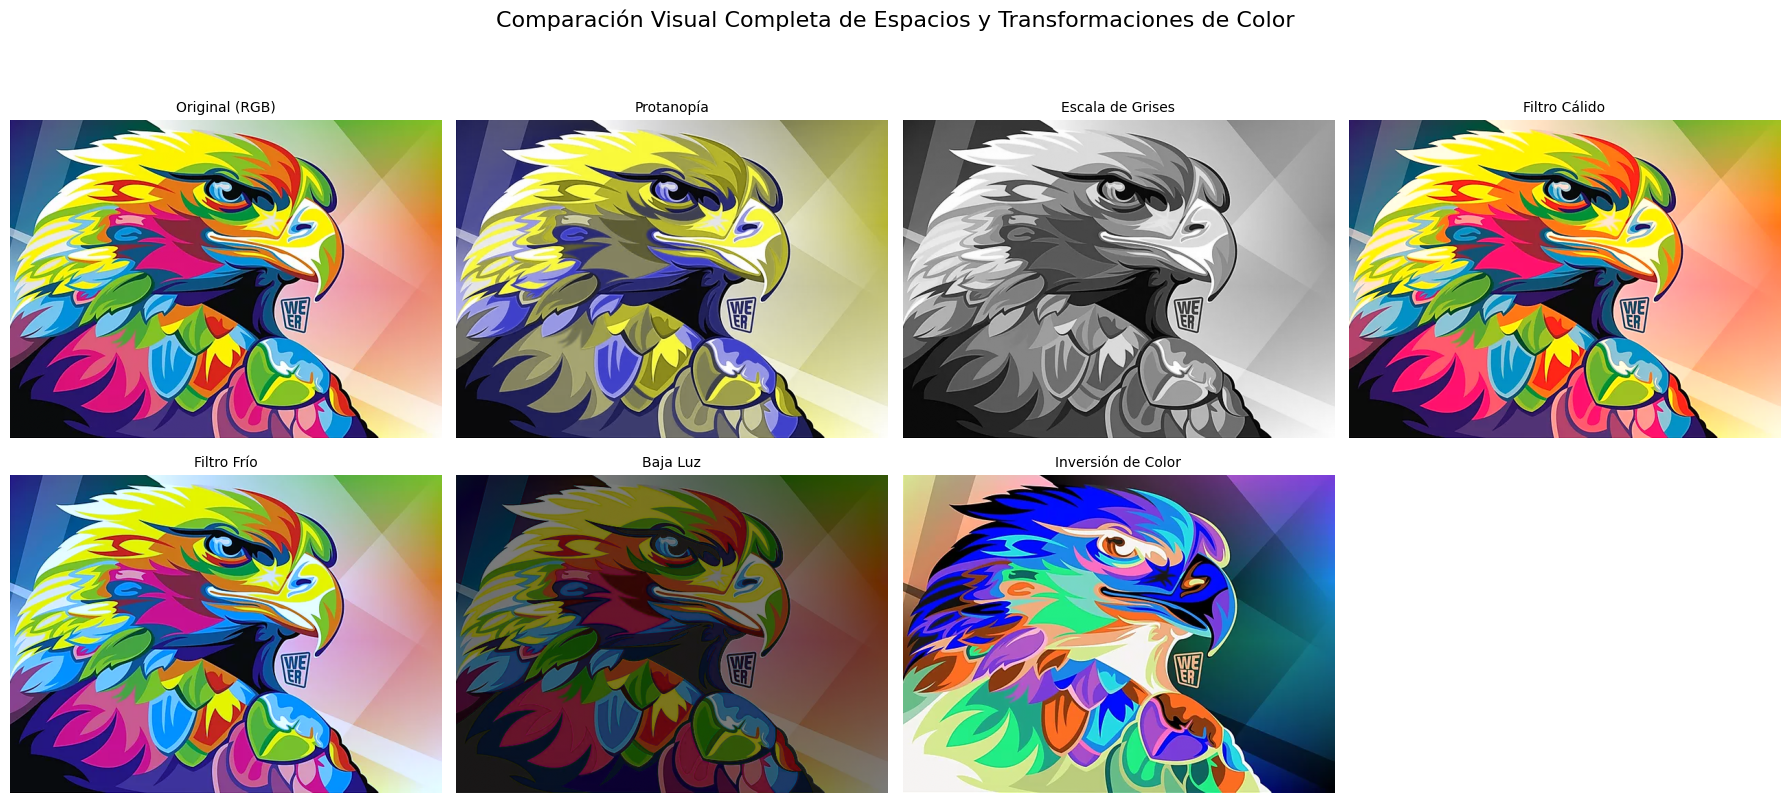 Comparación Visual Completa de Espacios y Transformaciones de Color
Original (RGB)
Protanopía
Escala de Grises
Filtro Cálido
WE
ER
WE
ER
WE
ER
WE
ER
Filtro Frío
Baja Luz
Inversión de Color
WE
ER
WE
ER
WE
ER